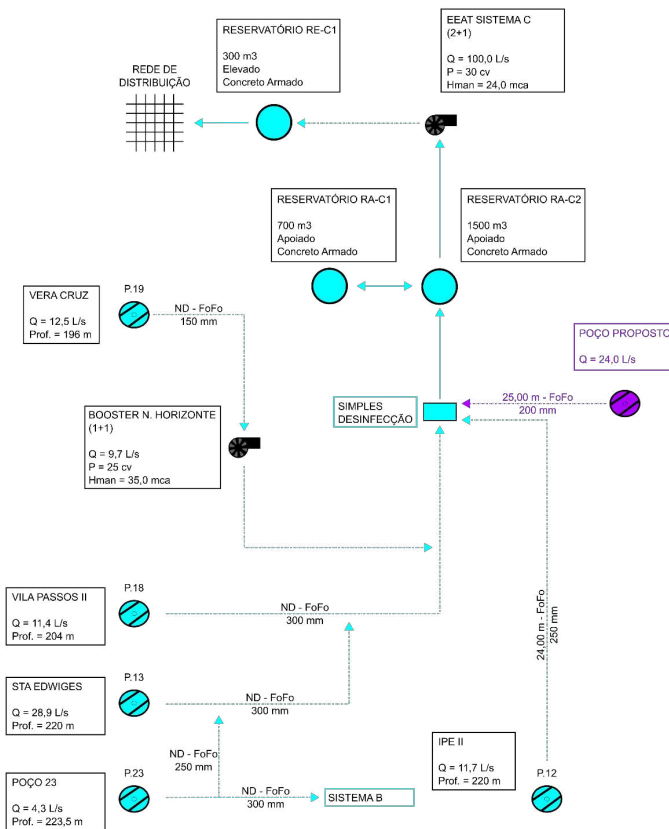 RESERVATÓRIO RE-C1
300 m3
Elevado
Concreto Armado
EEAT SISTEMA C
(2+1)
Q = 100,0 L/s
P = 30 cv
Hman = 24,0 mca
REDE DE
DISTRIBUIÇÃO
RESERVATÓRIO RA-C1
700 m3
Apoiado
Concreto Armado
RESERVATÓRIO RA-C2
1500 m3
Apoiado
Concreto Armado
VERA CRUZ
Q = 12,5 L/s
Prof. = 196 m
P.19
ND - FoFo
150 mm
POÇO PROPOSTO
Q = 24,0 L/s
25,00 m - FoFo
200 mm
SIMPLES
DESINFECÇÃO
BOOSTER N. HORIZONTE
(1+1)
Q = 9,7 L/s
P = 25 cv
Hman = 35,0 mca
VILA PASSOS II
Q = 11,4 L/s
Prof. = 204 m
P.18
ND - FoFo
300 mm
24,00 m - FoFo
250 mm
STA EDWIGES
Q = 28,9 L/s
Prof. = 220 m
P.13
ND - FoFo
300 mm
ND - FoFo
250 mm
POÇO 23
Q = 4,3 L/s
Prof. = 223,5 m
P.23
ND - FoFo
300 mm
SISTEMA B
IPE II
Q = 11,7 L/s
Prof. = 220 m
P.12